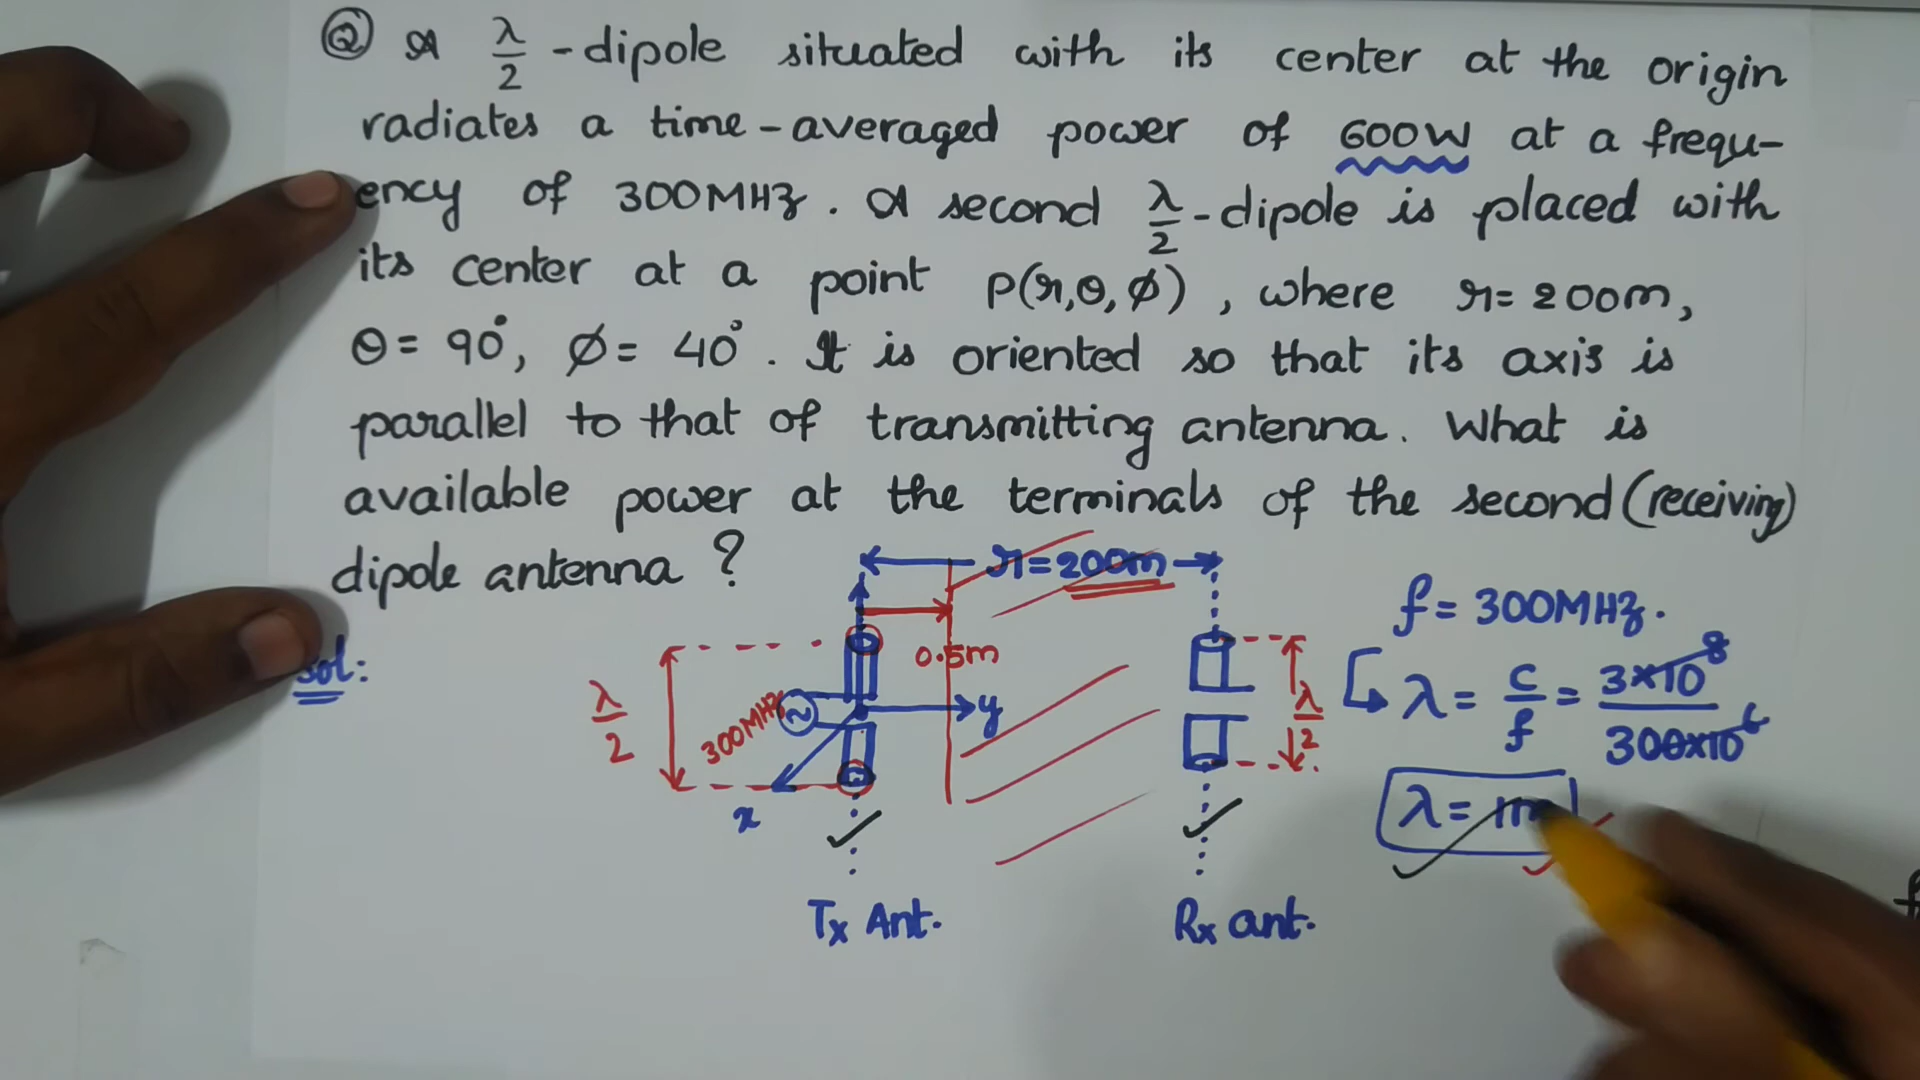 Q A λ/2 - dipole situated with its center at the origin
radiates a time - averaged power of 600W at a frequ-
ency of 300MHz. A second λ/2 - dipole is placed with
its center at a point P(r,θ,ϕ), where r= 200m,
θ= 90°, ϕ= 40°. It is oriented so that its axis is
parallel to that of transmitting antenna. What is
available power at the terminals of the second (receiving)
dipole antenna ?
r=200m
f= 300MHz.
sol:
0.5m
λ/2
300MHz
~
y
x
λ/2
λ= c/f = 3×10⁸/300×10⁶
λ= 1m
Tx Ant.
Rx ant.